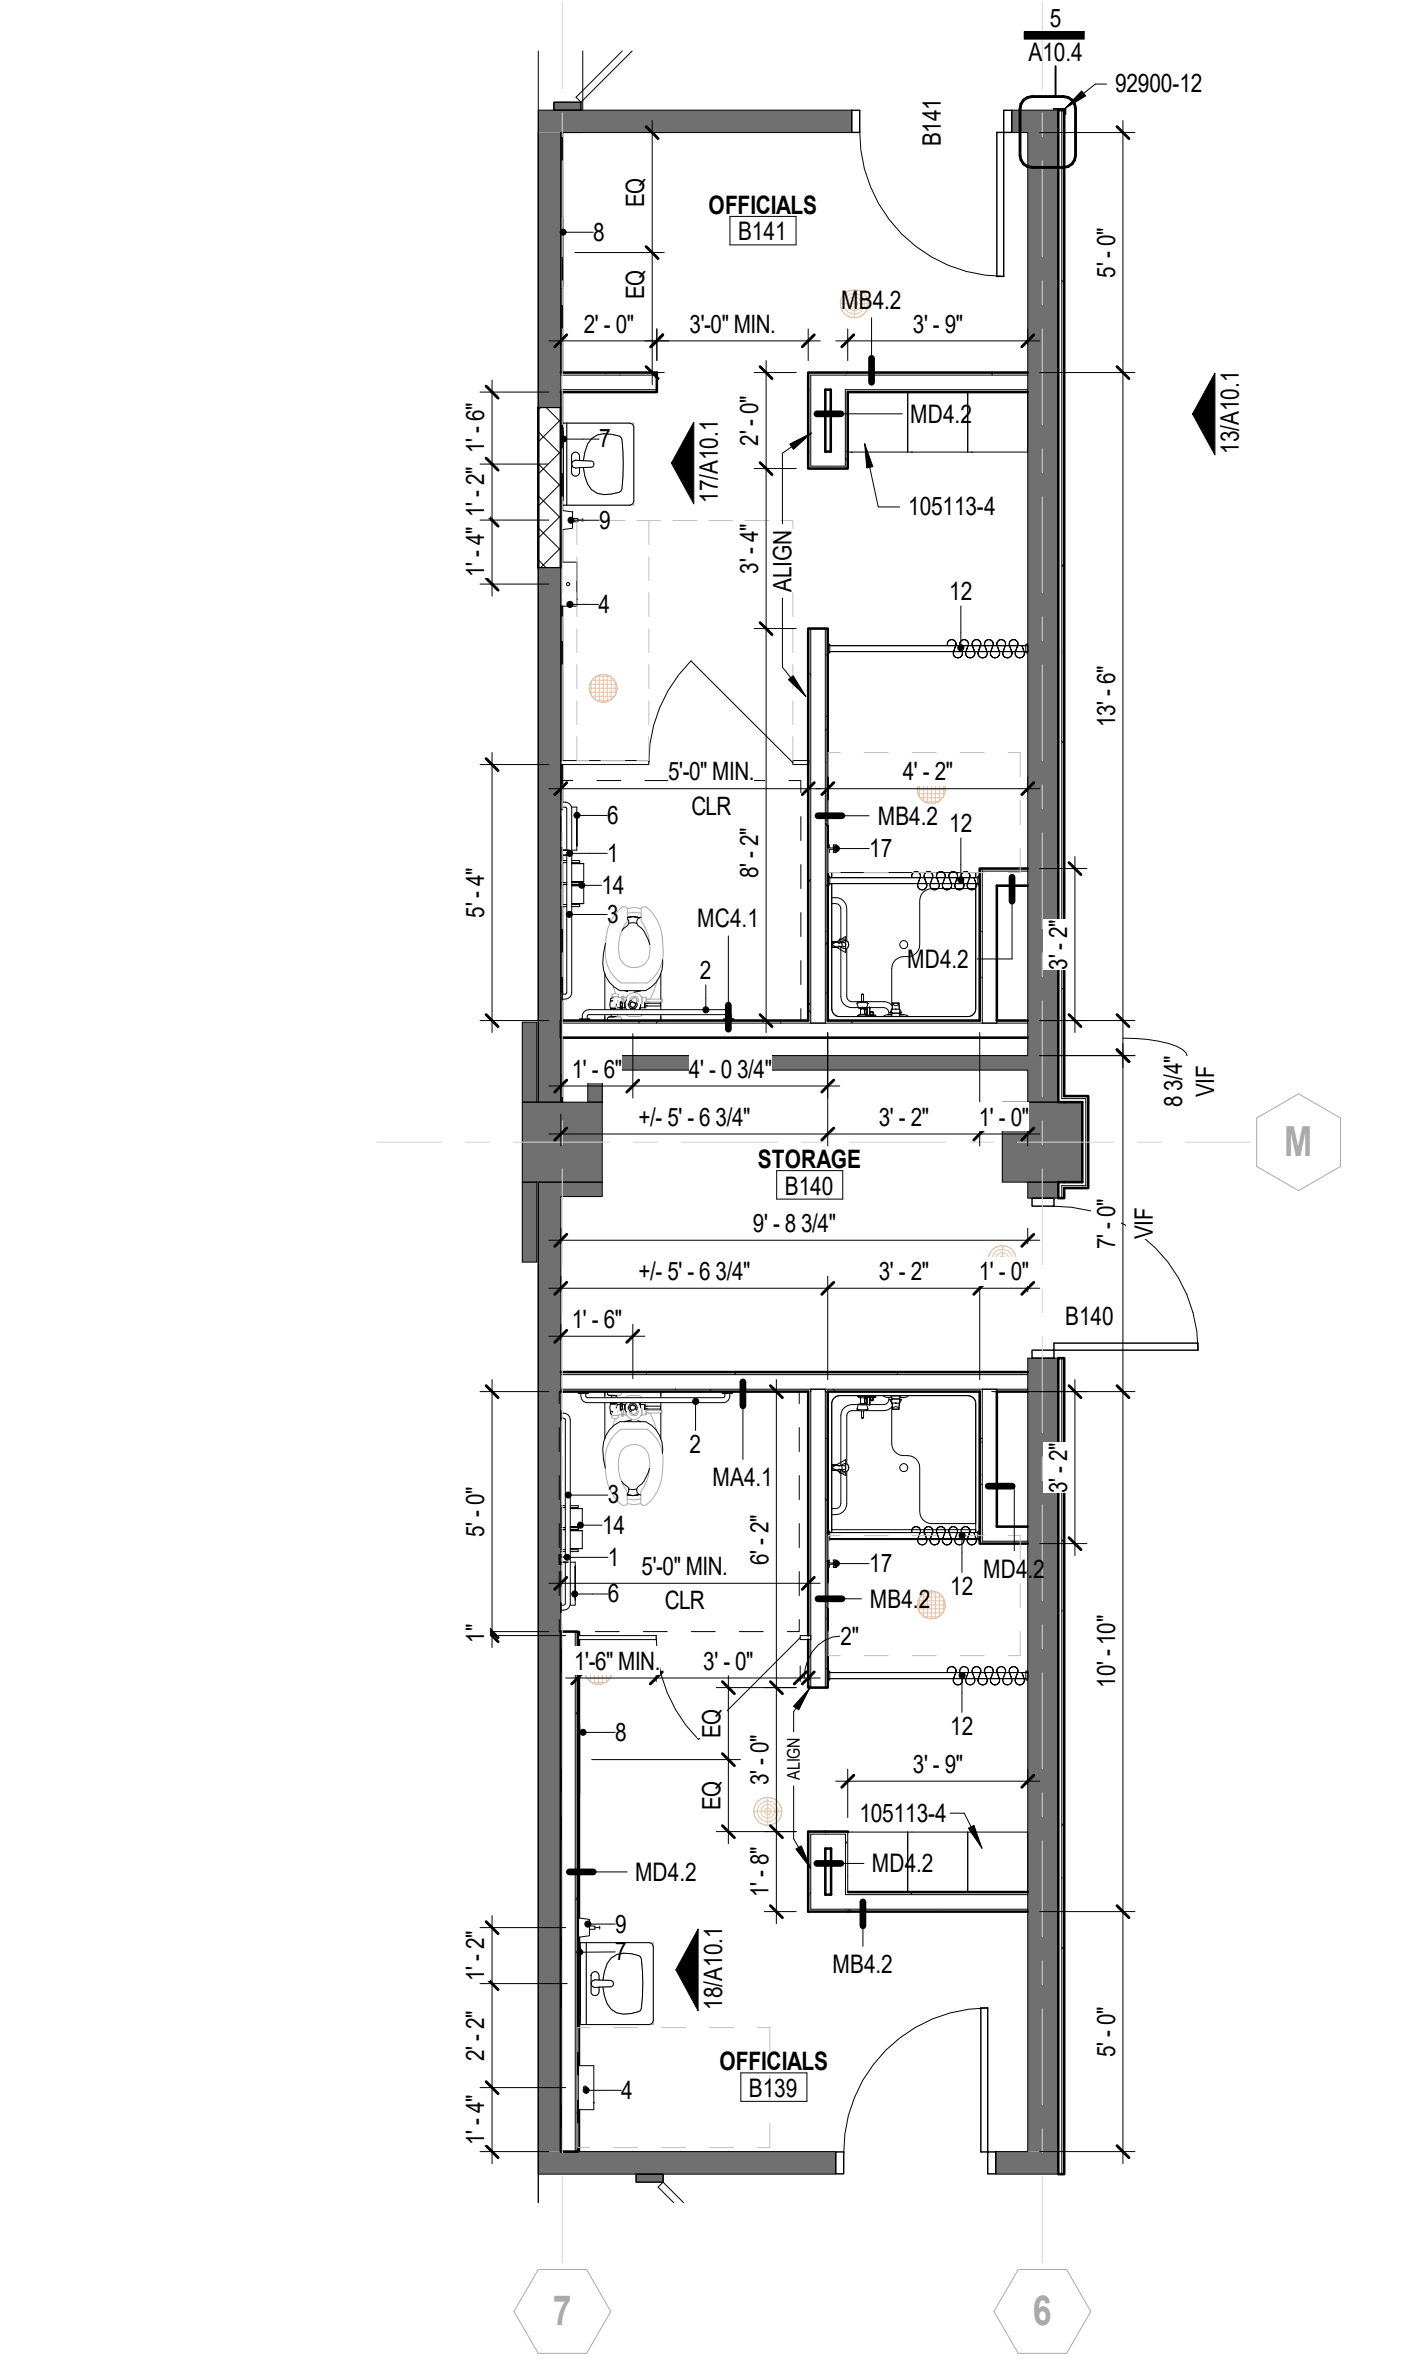 5
A10.4
92900-12
B141
OFFICIALS
B141
EQ
EQ
8
5' - 0"
MB4.2
2' - 0"
3'-0" MIN.
3' - 9"
1' - 6"
1' - 2"
1' - 4"
7
17/A10.1
2' - 0"
MD4.2
13/A10.1
105113-4
9
3' - 4"
ALIGN
4
12
13' - 6"
5'-0" MIN.
CLR
4' - 2"
6
MB4.2
12
1
17
8' - 2"
14
5' - 4"
3
MC4.1
2
MD4.2
3' - 2"
1' - 6"
4' - 0 3/4"
8 3/4"
VIF
+/- 5' - 6 3/4"
3' - 2"
1' - 0"
M
STORAGE
B140
9' - 8 3/4"
7' - 0"
VIF
+/- 5' - 6 3/4"
3' - 2"
1' - 0"
1' - 6"
B140
2
MA4.1
3' - 2"
5' - 0"
3
14
6' - 2"
1
17
5'-0" MIN.
CLR
MD4.2
12
6
MB4.2
1"
2"
1'-6" MIN.
3' - 0"
10' - 10"
12
8
EQ
EQ
3' - 0"
ALIGN
3' - 9"
105113-4
MD4.2
1' - 8"
MD4.2
9
7
MB4.2
1' - 2"
18/A10.1
2' - 2"
5' - 0"
OFFICIALS
B139
4
1' - 4"
7
6